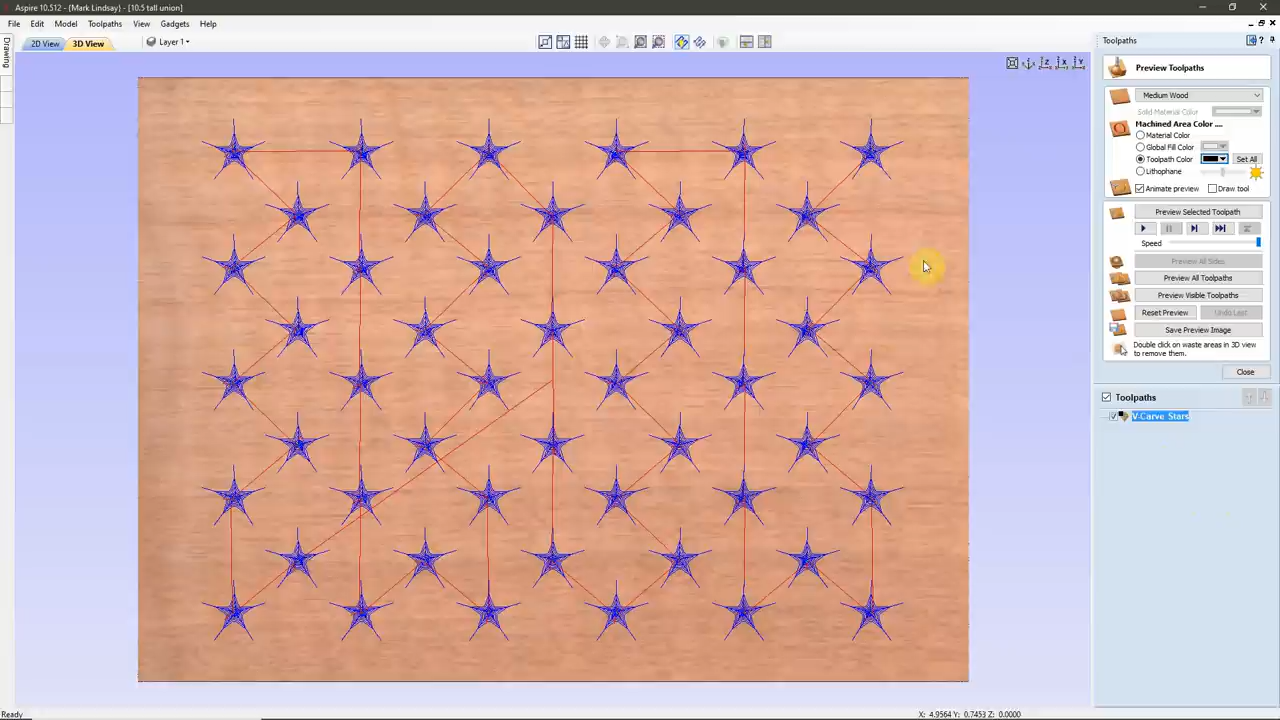 Aspire 10.512 - (Mark Lindsay) - [10.5 tall union]
File Edit Model Toolpaths View Gadgets Help
2D View 3D View Layer 1
Drawing
Toolpaths
Preview Toolpaths
Medium Wood
Solid Material Color
Machined Area Color ....
Material Color
Global Fill Color
Toolpath Color Set All
Lithophane
Animate preview Draw tool
Preview Selected Toolpath
Speed
Preview All Sides
Preview All Toolpaths
Preview Visible Toolpaths
Reset Preview Undo Last
Save Preview Image
Double click on waste areas in 3D view
to remove them.
Close
Toolpaths
V-Carve Stars
Ready X: 4.9564 Y: 0.7453 Z: 0.0000